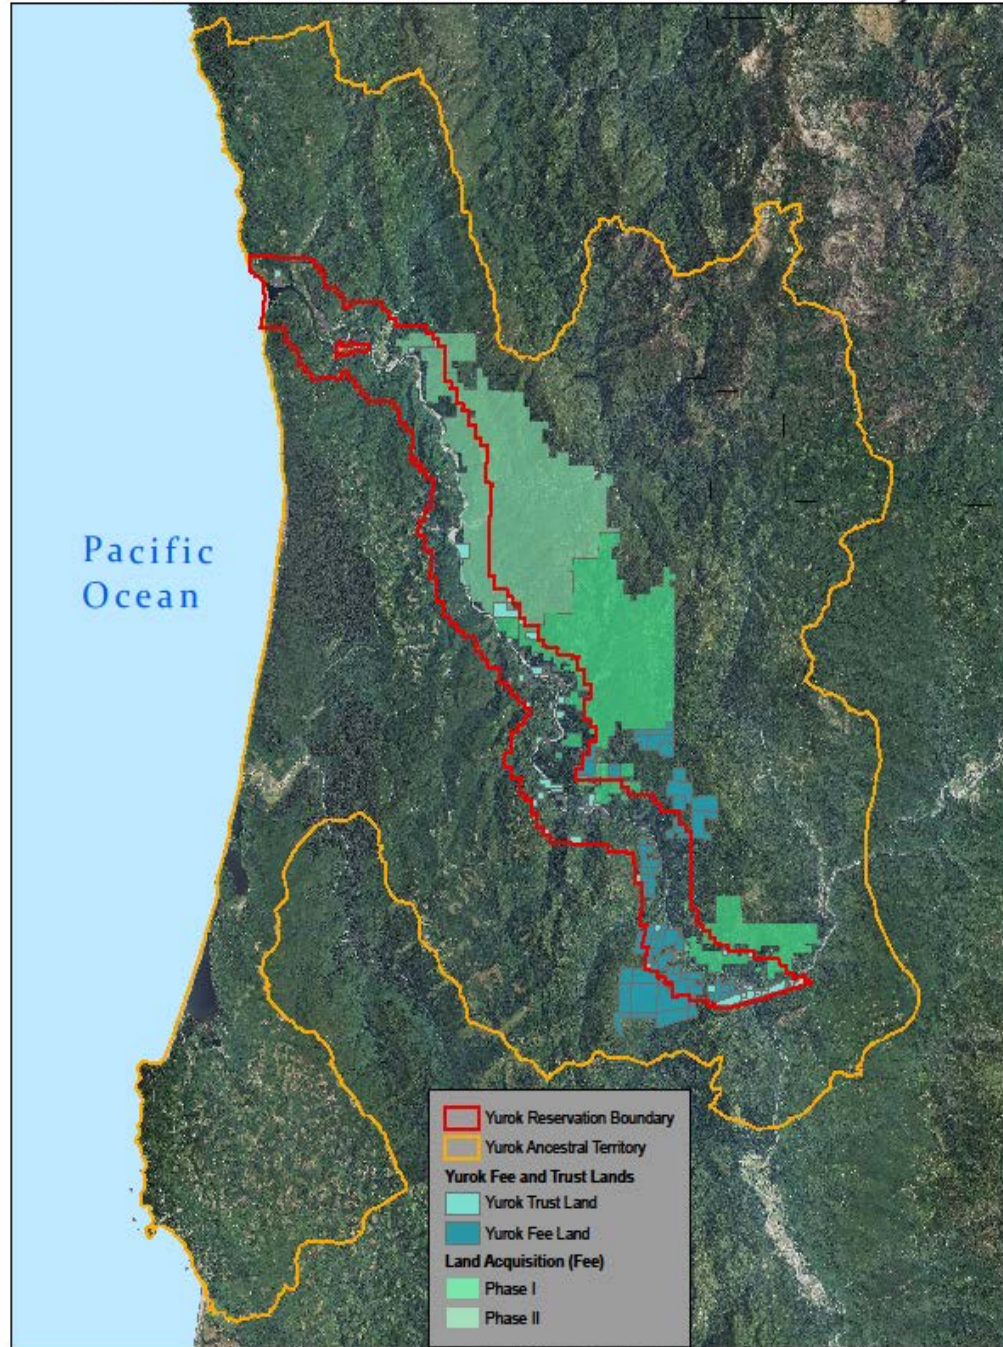 Pacific
Ocean
Yurok Reservation Boundary
Yurok Ancestral Territory
Yurok Fee and Trust Lands
Yurok Trust Land
Yurok Fee Land
Land Acquisition (Fee)
Phase I
Phase II